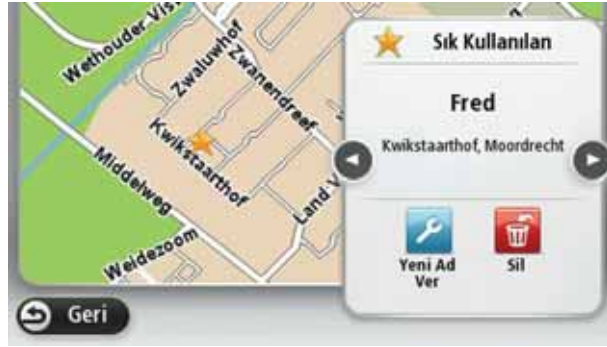 Wethouder Vis
Zwaluwhof
Zwanendreef
Kwikstaarthof
Middelweg
Land-V
Weidezoom
Sık Kullanılan
Fred
Kwikstaarthof, Moordrecht
Yeni Ad
Ver
Sil
Geri